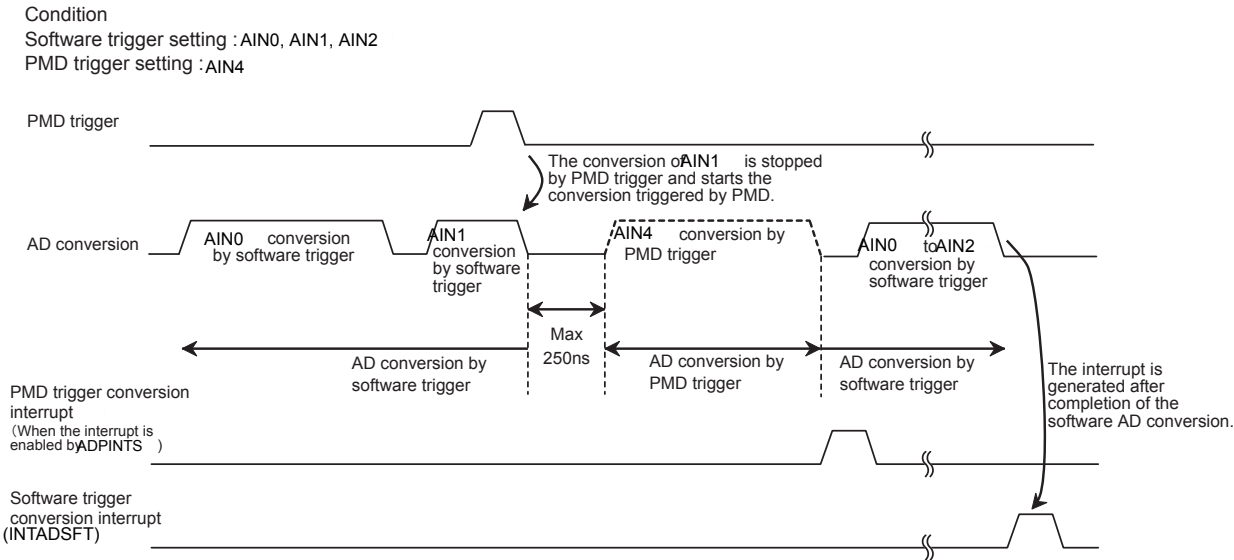 Condition
Software trigger setting : AIN0, AIN1, AIN2
PMD trigger setting : AIN4
PMD trigger
The conversion of AIN1 is stopped
by PMD trigger and starts the
conversion triggered by PMD.
AD conversion
AIN0 conversion
by software trigger
AIN1
conversion
by software
trigger
AIN4 conversion by
PMD trigger
AIN0 to AIN2
conversion by
software trigger
Max
250ns
AD conversion by
software trigger
AD conversion by
PMD trigger
AD conversion by
software trigger
The interrupt is
generated after
completion of the
software AD conversion.
PMD trigger conversion
interrupt
(When the interrupt is
enabled by ADPINTS )
Software trigger
conversion interrupt
(INTADSFT)